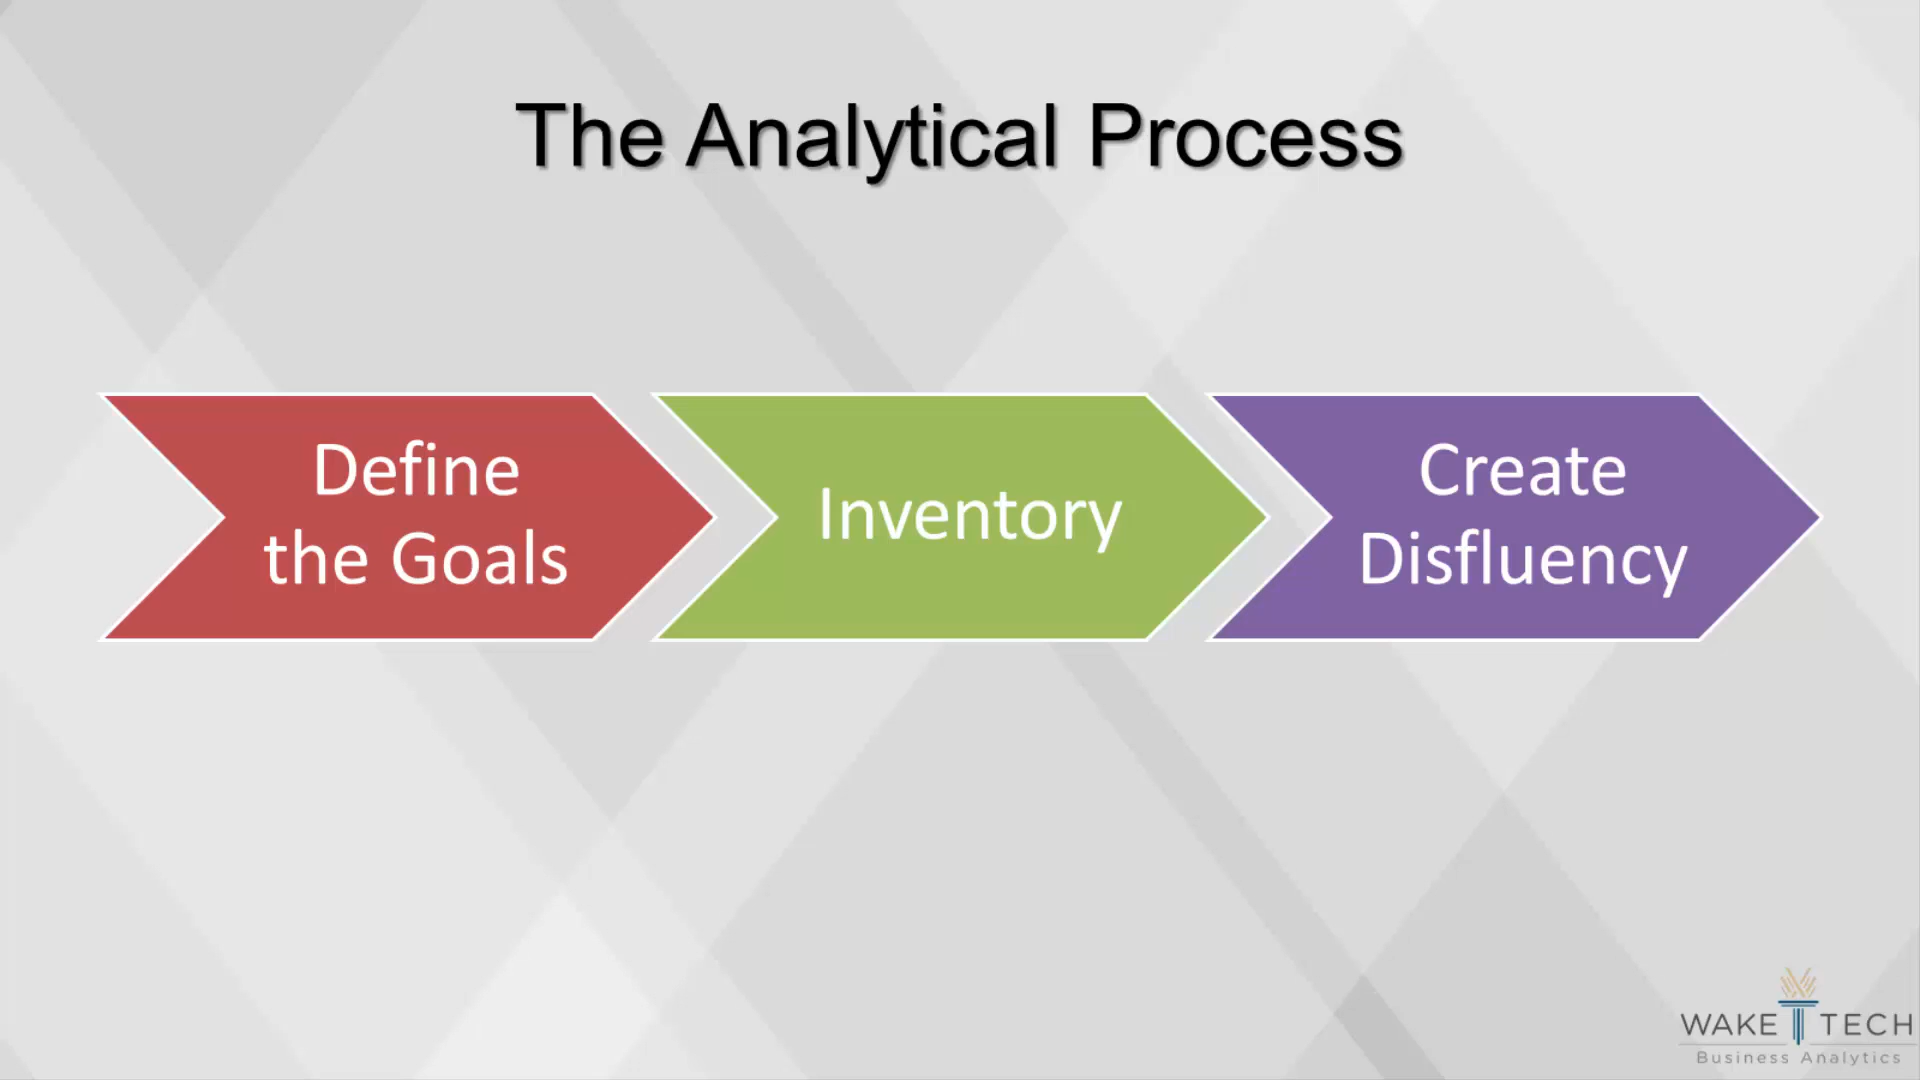 The Analytical Process
Define
the Goals
Inventory
Create
Disfluency
WAKE TECH
Business Analytics